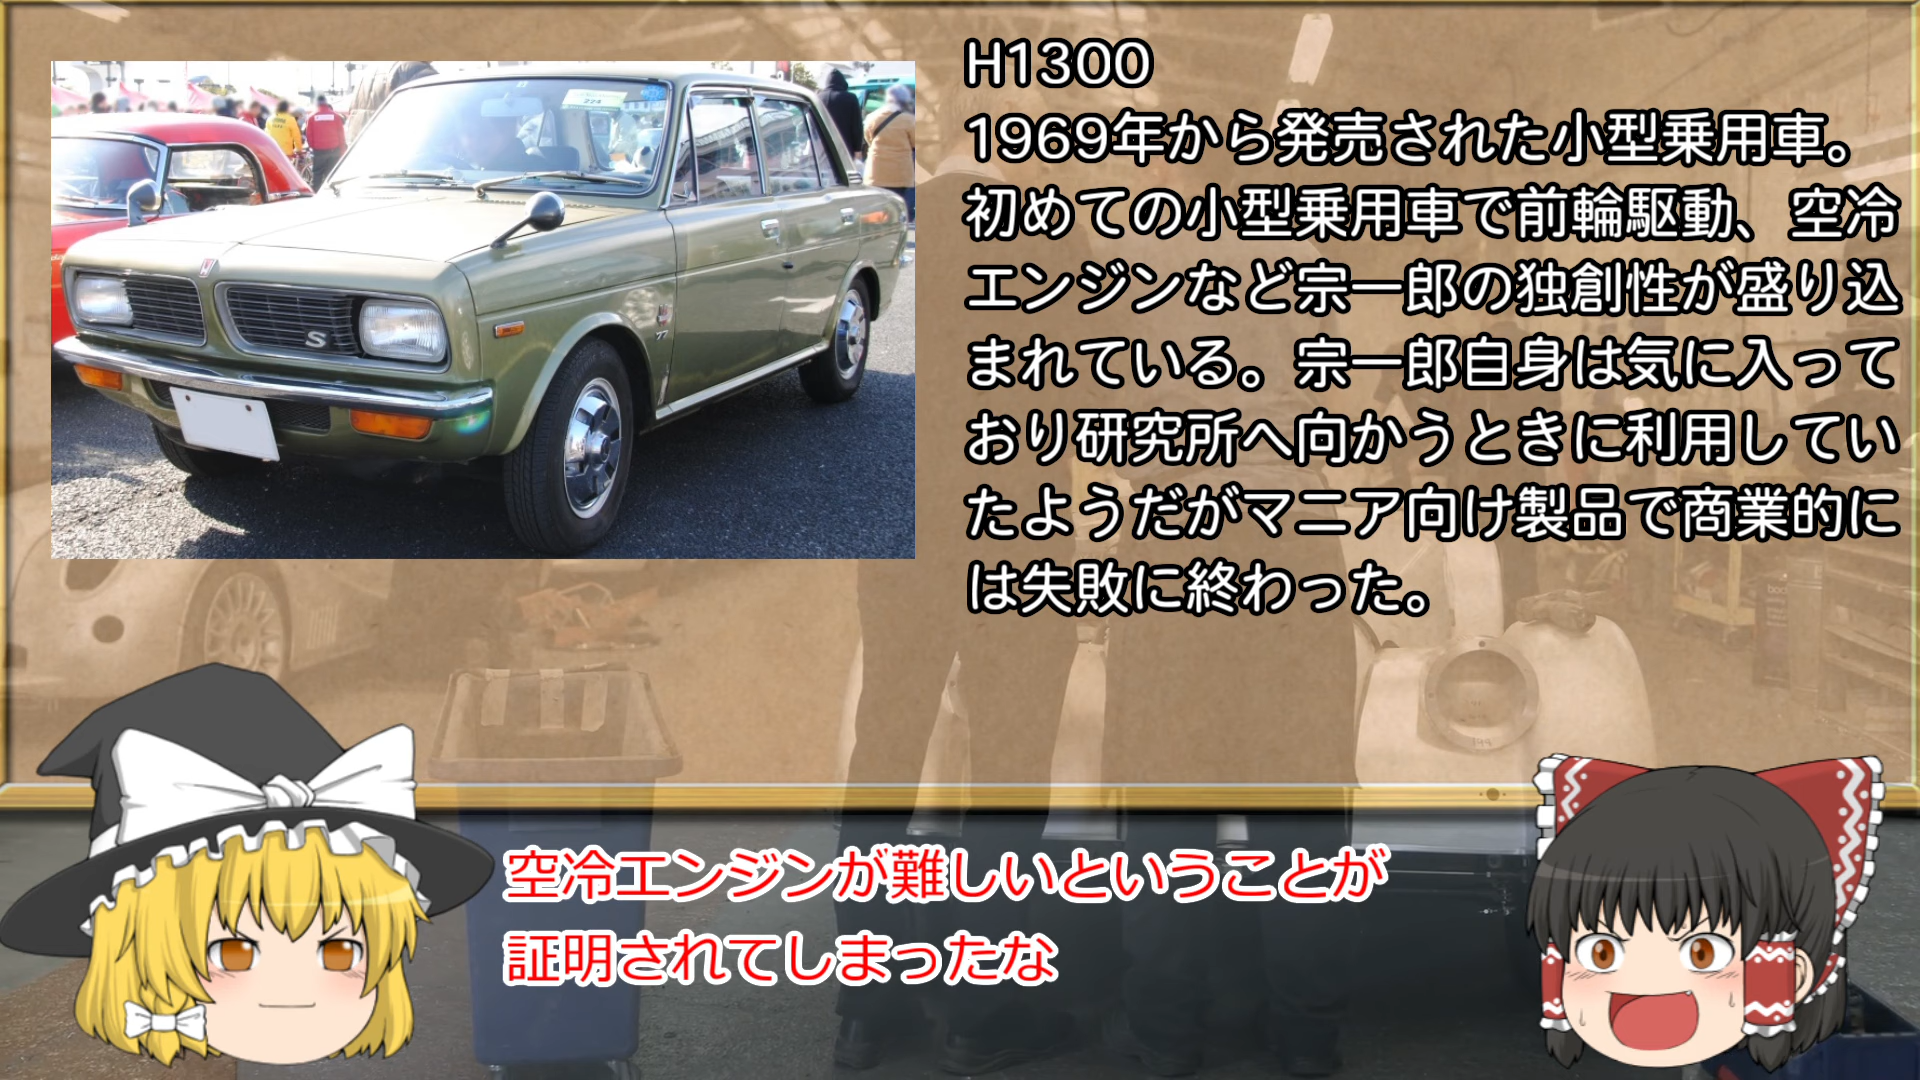 H1300
1969年から発売された小型乗用車。
初めての小型乗用車で前輪駆動、空冷
エンジンなど宗一郎の独創性が盛り込
まれている。宗一郎自身は気に入って
おり研究所へ向かうときに利用してい
たようだがマニア向け製品で商業的に
は失敗に終わった。
224
S
77
空冷エンジンが難しいということが
証明されてしまったな